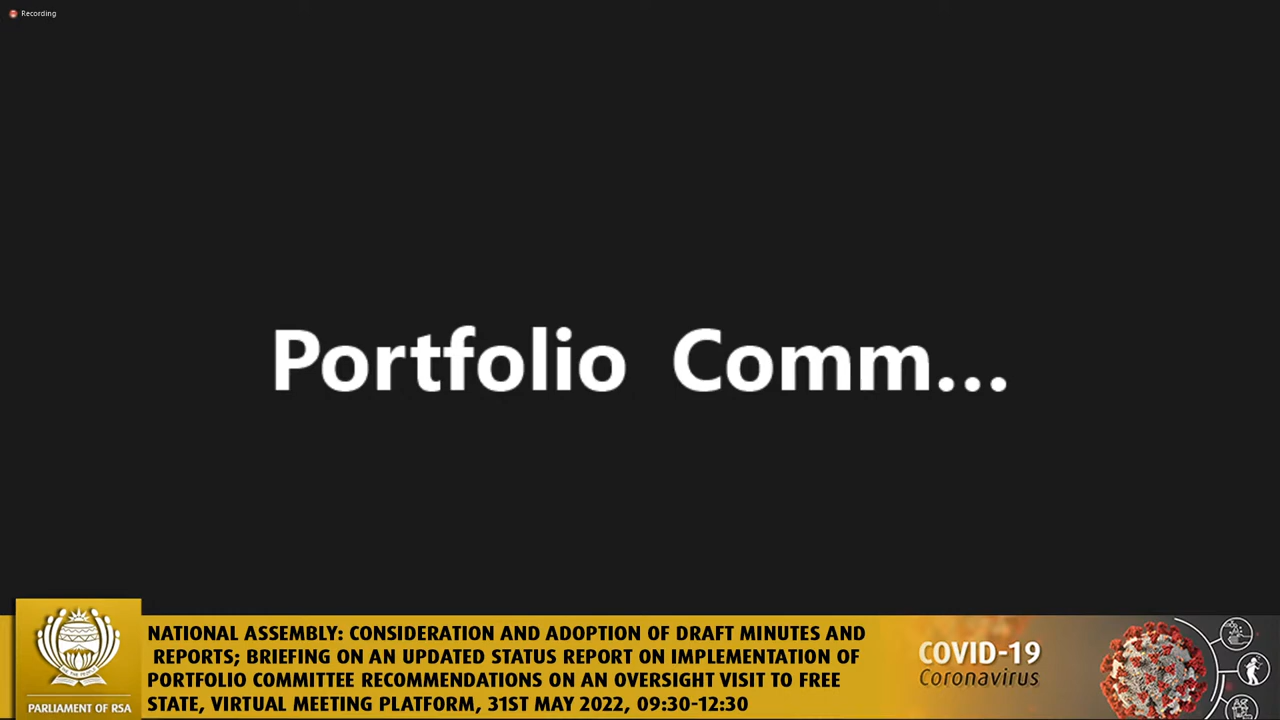 Recording
Portfolio Comm...
NATIONAL ASSEMBLY: CONSIDERATION AND ADOPTION OF DRAFT MINUTES AND
REPORTS; BRIEFING ON AN UPDATED STATUS REPORT ON IMPLEMENTATION OF
PORTFOLIO COMMITTEE RECOMMENDATIONS ON AN OVERSIGHT VISIT TO FREE
STATE, VIRTUAL MEETING PLATFORM, 31ST MAY 2022, 09:30-12:30
PARLIAMENT OF RSA
COVID-19
Coronavirus